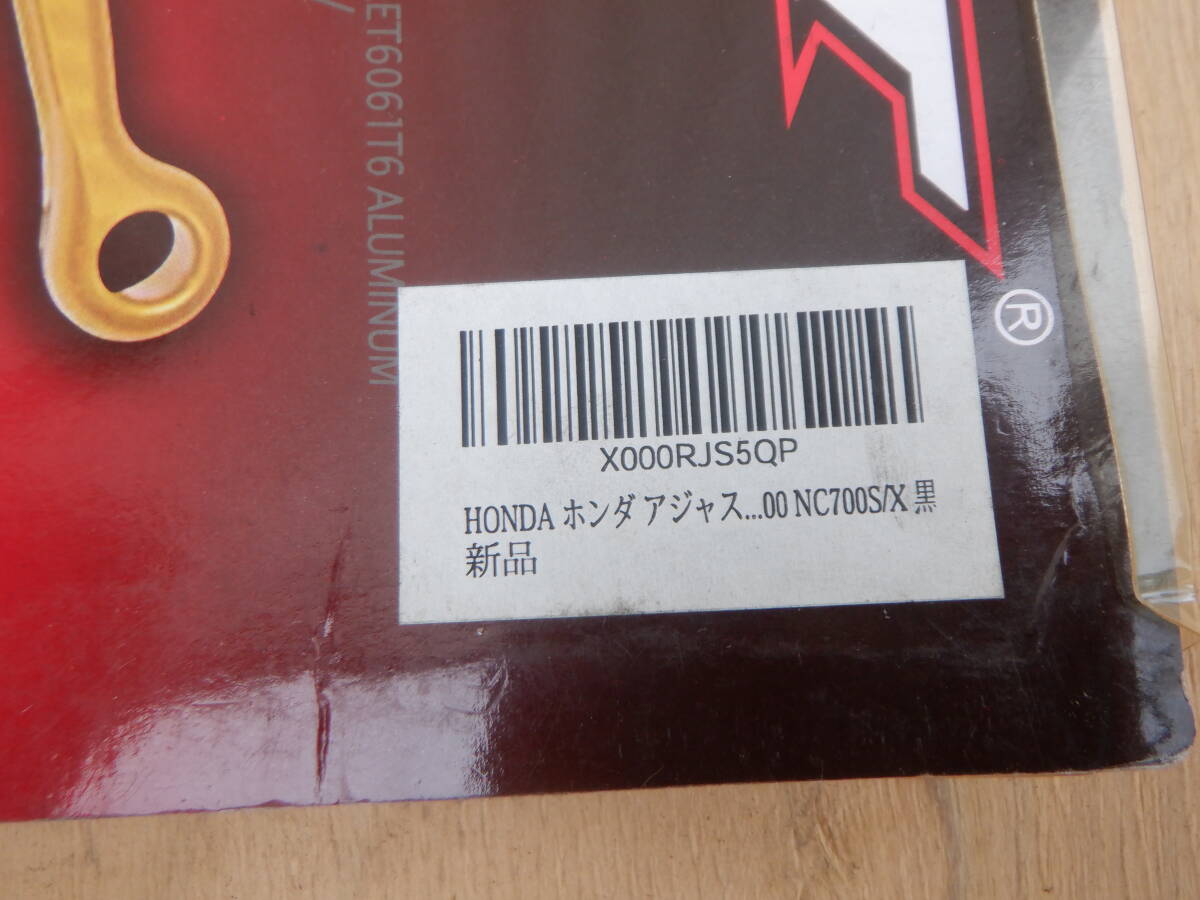 ET6061T6 ALUMINUM
®
X000RJS5QP
HONDA ホンダ アジャス...00 NC700S/X 黒
新品